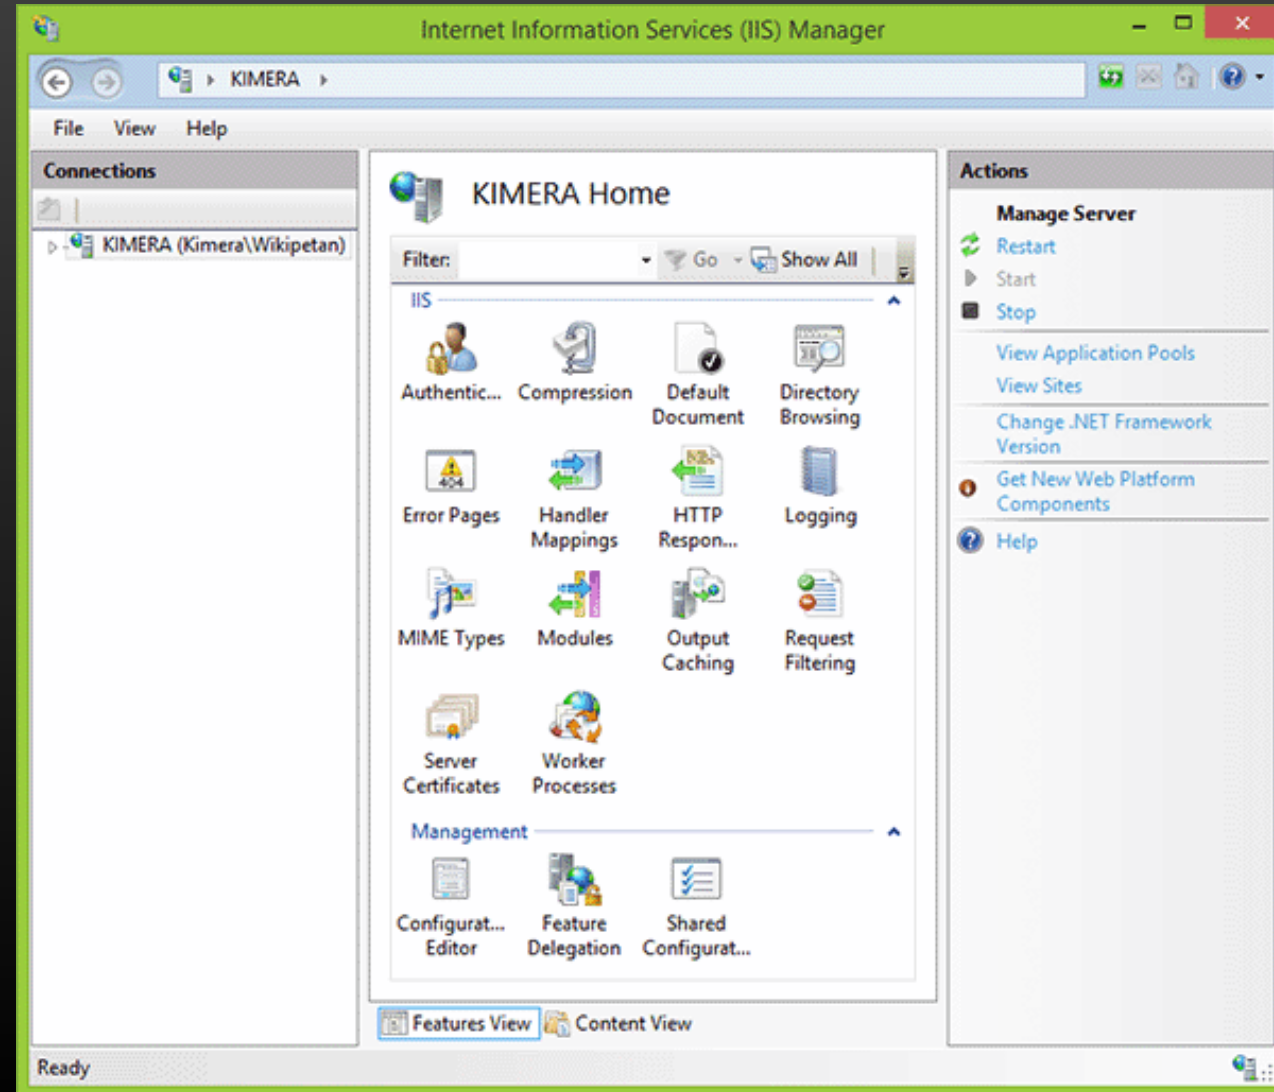 Internet Information Services (IIS) Manager
KIMERA
File View Help
Connections
KIMERA (Kimera\Wikipetan)
KIMERA Home
Filter: Go Show All
IIS
Authentic... Compression Default Document Directory Browsing
Error Pages Handler Mappings HTTP Respon... Logging
MIME Types Modules Output Caching Request Filtering
Server Certificates Worker Processes
Management
Configurat... Editor Feature Delegation Shared Configurat...
Features View Content View
Actions
Manage Server
Restart
Start
Stop
View Application Pools
View Sites
Change .NET Framework
Version
Get New Web Platform
Components
Help
Ready